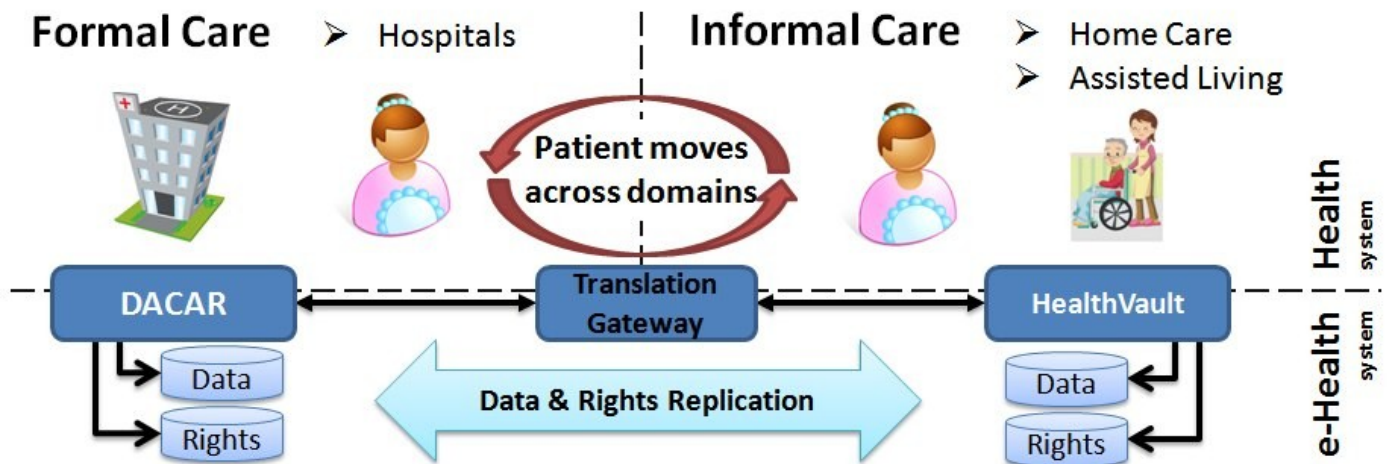 Formal Care
➢ Hospitals
Informal Care
➢ Home Care
➢ Assisted Living
H
Patient moves
across domains
Health
system
DACAR
Translation
Gateway
HealthVault
e-Health
system
Data
Rights
Data & Rights Replication
Data
Rights